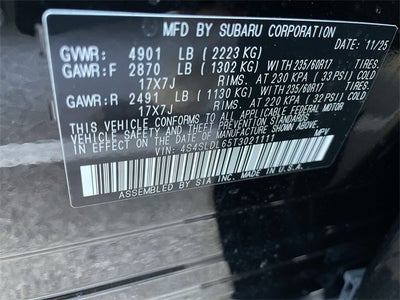 MFD BY SUBARU CORPORATION DATE: 11/25
GVWR: 4901 LB (2223 KG)
GAWR:F 2870 LB (1302 KG) WITH 235/60R17
17X7J RIMS, AT 230 KPA (33 PSI) COLD
GAWR:R 2491 LB (1130 KG) WITH 235/60R17
17X7J RIMS, AT 220 KPA (32 PSI) COLD
THIS VEHICLE CONFORMS TO ALL APPLICABLE FEDERAL MOTOR
VEHICLE SAFETY, BUMPER, AND THEFT PREVENTION STANDARDS
IN EFFECT ON THE DATE OF MANUFACTURE SHOWN ABOVE.
VIN: 4S4SLDL65T3021111 MPV
ASSEMBLED BY SIA INC. MADE IN U.S.A.